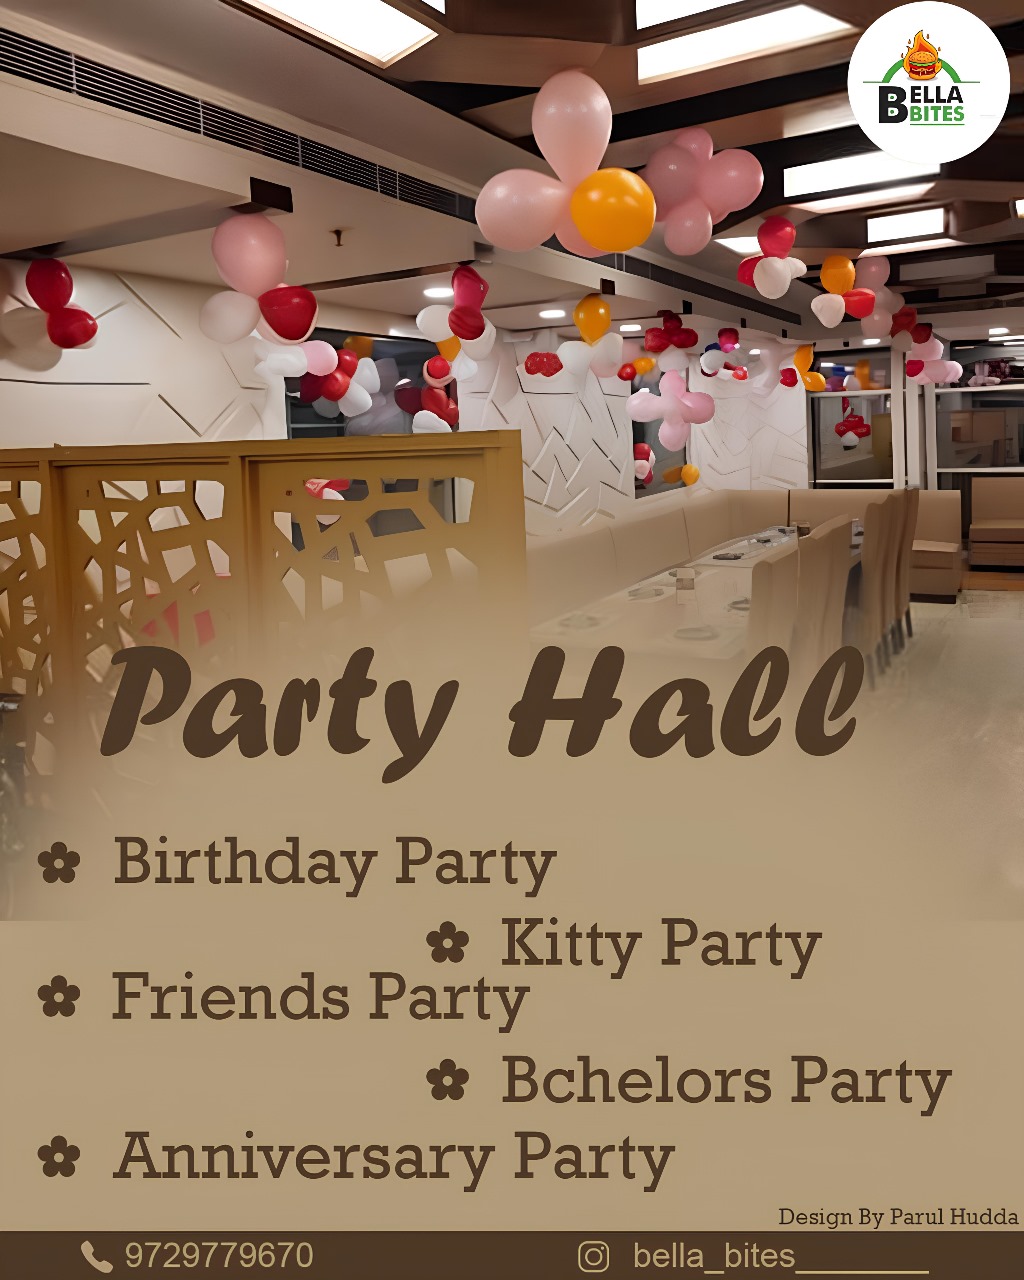 BELLA
BITES
Party Hall
Birthday Party
Kitty Party
Friends Party
Bchelors Party
Anniversary Party
Design By Parul Hudda
9729779670
bella_bites________